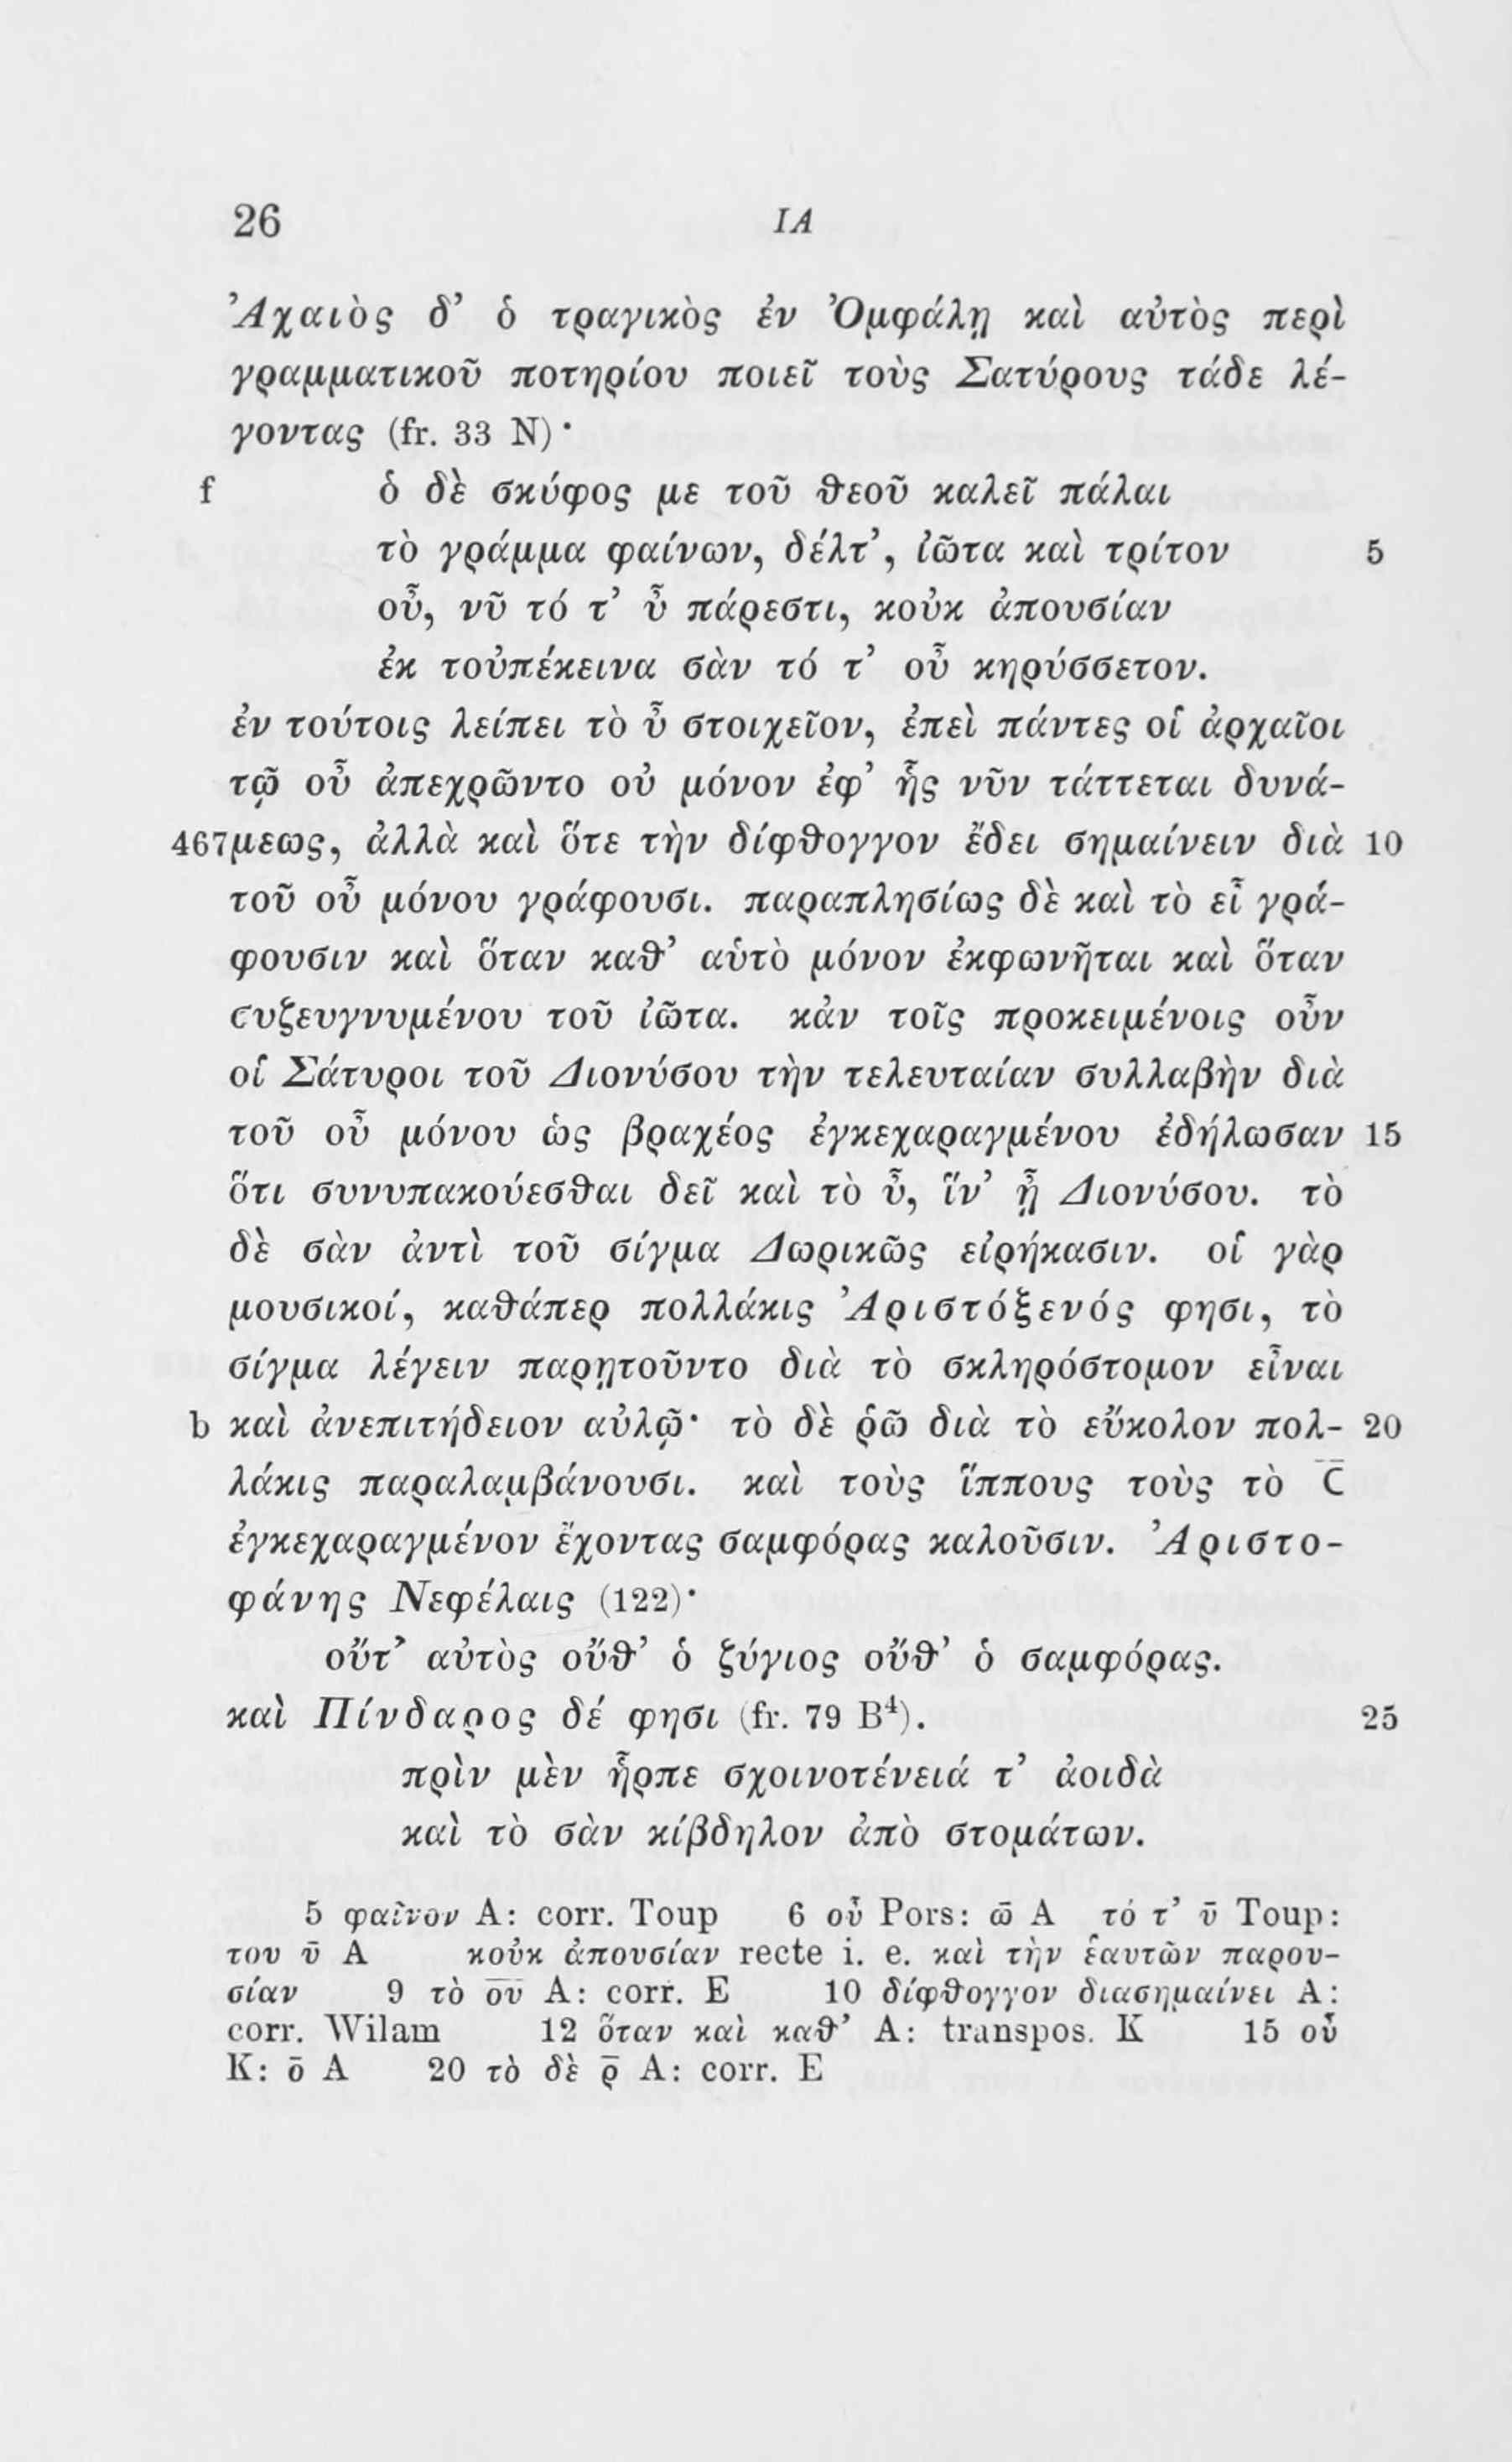 26 ΙΑ
Ἀχαιὸς δ’ ὁ τραγικὸς ἐν Ὀμφάλῃ καὶ αὐτὸς περὶ
γραμματικοῦ ποτηρίου ποιεῖ τοὺς Σατύρους τάδε λέ-
γοντας (fr. 33 N)·
f ὁ δὲ σκύφος με τοῦ θεοῦ καλεῖ πάλαι
τὸ γράμμα φαίνων, δέλτ’, ἰῶτα καὶ τρίτον 5
οὖ, νῦ τό τ’ ὖ πάρεστι, κοὐκ ἀπουσίαν
ἐκ τοὐπέκεινα σὰν τό τ’ οὖ κηρύσσετον.
ἐν τούτοις λείπει τὸ ὖ στοιχεῖον, ἐπεὶ πάντες οἱ ἀρχαῖοι
τῷ οὖ ἀπεχρῶντο οὐ μόνον ἐφ’ ἧς νῦν τάττεται δυνά-
467 μεως, ἀλλὰ καὶ ὅτε τὴν δίφθογγον ἔδει σημαίνειν διὰ 10
τοῦ οὖ μόνου γράφουσι. παραπλησίως δὲ καὶ τὸ εἶ γρά-
φουσιν καὶ ὅταν καθ’ αὑτὸ μόνον ἐκφωνῆται καὶ ὅταν
συζευγνυμένου τοῦ ἰῶτα. κἀν τοῖς προκειμένοις οὖν
οἱ Σάτυροι τοῦ Διονύσου τὴν τελευταίαν συλλαβὴν διὰ
τοῦ οὖ μόνου ὡς βραχέος ἐγκεχαραγμένου ἐδήλωσαν 15
ὅτι συνυπακούεσθαι δεῖ καὶ τὸ ὖ, ἵν’ ᾖ Διονύσου. τὸ
δὲ σὰν ἀντὶ τοῦ σίγμα Δωρικῶς εἰρήκασιν. οἱ γὰρ
μουσικοί, καθάπερ πολλάκις Ἀριστόξενός φησι, τὸ
σίγμα λέγειν παρῃτοῦντο διὰ τὸ σκληρόστομον εἶναι
b καὶ ἀνεπιτήδειον αὐλῷ· τὸ δὲ ῥῶ διὰ τὸ εὔκολον πολ- 20
λάκις παραλαμβάνουσι. καὶ τοὺς ἵππους τοὺς τὸ C̅
ἐγκεχαραγμένον ἔχοντας σαμφόρας καλοῦσιν. Ἀριστο-
φάνης Νεφέλαις (122)·
οὔτ’ αὐτὸς οὔθ’ ὁ ζύγιος οὔθ’ ὁ σαμφόρας.
καὶ Πίνδαρος δέ φησι (fr. 79 B⁴). 25
πρὶν μὲν ἦρπε σχοινοτένειά τ’ ἀοιδὰ
καὶ τὸ σὰν κίβδηλον ἀπὸ στομάτων.
5 φαῖνον A: corr. Toup 6 οὖ Pors: ω̄ A τό τ’ ῡ Toup:
του ῡ A κοὐκ ἀπουσίαν recte i. e. καὶ τὴν ἑαυτῶν παρου-
σίαν 9 τὸ ο̅υ̅ A: corr. E 10 δίφθογγον διασημαίνει A:
corr. Wilam 12 ὅταν καὶ καθ’ A: transpos. K 15 οὖ
K: ο̄ A 20 τὸ δὲ ρ̄ A: corr. E